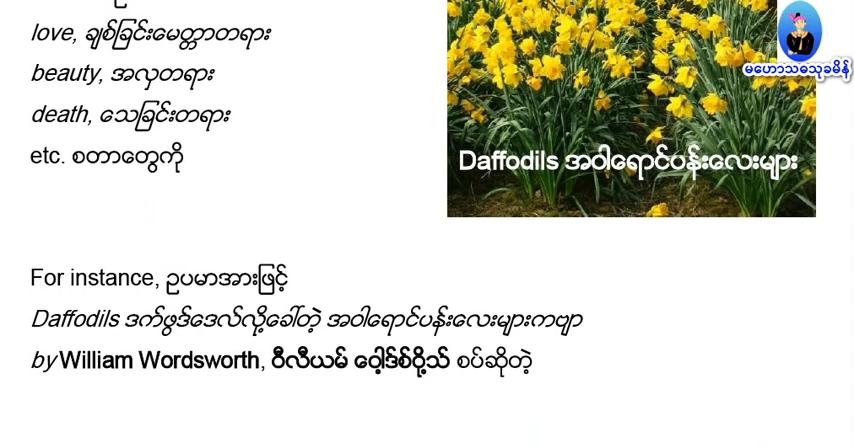 love, ချစ်ခြင်းမေတ္တာတရား
beauty, အလှတရား
death, သေခြင်းတရား
etc. စတာတွေကို
မဟောသဓသုခမိန်
Daffodils အဝါရောင်ပန်းလေးများ
For instance, ဥပမာအားဖြင့်
Daffodils ဒက်ဖွဒ်ဒေလ်လို့ခေါ်တဲ့ အဝါရောင်ပန်းလေးများကဗျာ
by William Wordsworth, ဝီလီယမ် ဝေါ့ဒ်စ်ဝို့သ် စပ်ဆိုတဲ့